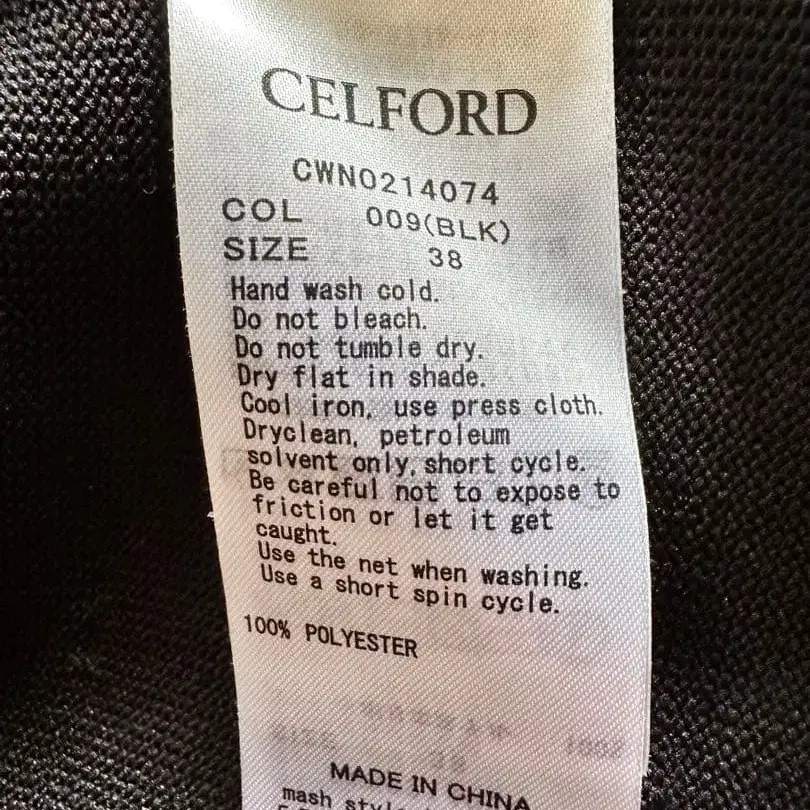 CELFORD
CWNO214074
COL 009(BLK)
SIZE 38
Hand wash cold.
Do not bleach.
Do not tumble dry.
Dry flat in shade.
Cool iron, use press cloth.
Dryclean, petroleum
solvent only, short cycle.
Be careful not to expose to
friction or let it get
caught.
Use the net when washing.
Use a short spin cycle.
100% POLYESTER
MADE IN CHINA
mash